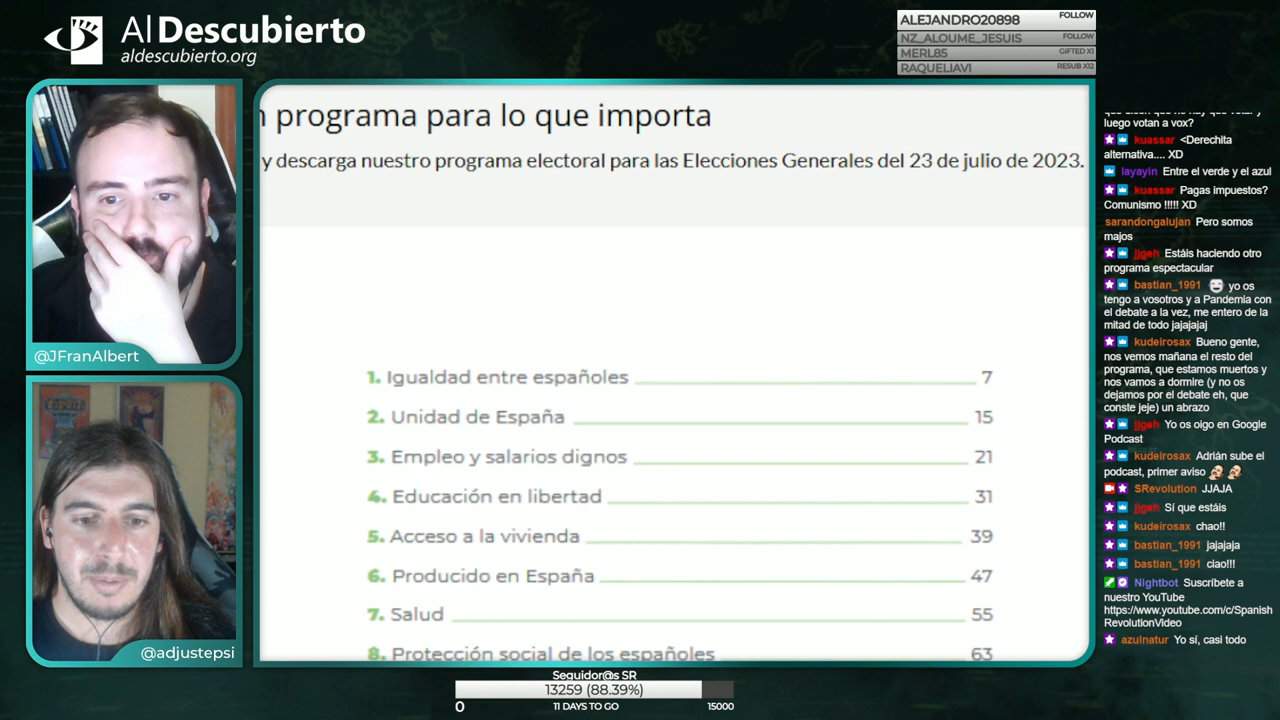 Al Descubierto
aldescubierto.org
ALEJANDRO20898 FOLLOW
NZ_ALOUME_JESUIS FOLLOW
MERL85 GIFTED X1
RAQUELIAVI RESUB X12
programa para lo que importa
y descarga nuestro programa electoral para las Elecciones Generales del 23 de julio de 2023.
1. Igualdad entre españoles 7
2. Unidad de España 15
3. Empleo y salarios dignos 21
4. Educación en libertad 31
5. Acceso a la vivienda 39
6. Producido en España 47
7. Salud 55
8. Protección social de los españoles 63
@JFranAlbert
@adjustepsi
luego votan a vox?
kuassar <Derechita
alternativa.... XD
layayin Entre el verde y el azul
kuassar Pagas impuestos?
Comunismo !!!!! XD
sarandongalujan Pero somos
majos
jjgeh Estáis haciendo otro
programa espectacular
bastian_1991 yo os
tengo a vosotros y a Pandemia con
el debate a la vez, me entero de la
mitad de todo jajajajaj
kudeirosax Bueno gente,
nos vemos mañana el resto del
programa, que estamos muertos y
nos vamos a dormire (y no os
dejamos por el debate eh, que
conste jeje) un abrazo
jjgeh Yo os oigo en Google
Podcast
kudeirosax Adrián sube el
podcast, primer aviso
SRevolution JJAJA
jjgeh Sí que estáis
kudeirosax chao!!
bastian_1991 jajajaja
bastian_1991 ciao!!!
Nightbot Suscríbete a
nuestro YouTube
https://www.youtube.com/c/Spanish
RevolutionVideo
azulnatur Yo sí, casi todo
Seguidor@s SR
13259 (88.39%)
0 11 DAYS TO GO 15000